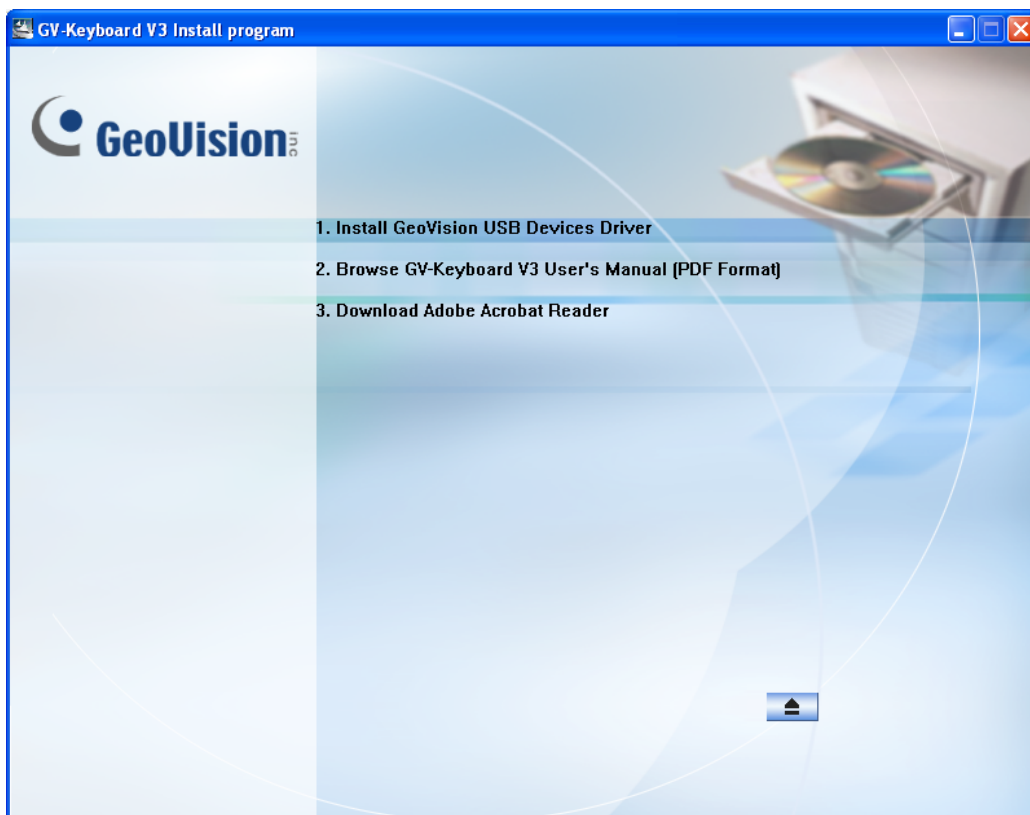 GV-Keyboard V3 Install program
GeoVision inc
1. Install GeoVision USB Devices Driver
2. Browse GV-Keyboard V3 User's Manual (PDF Format)
3. Download Adobe Acrobat Reader